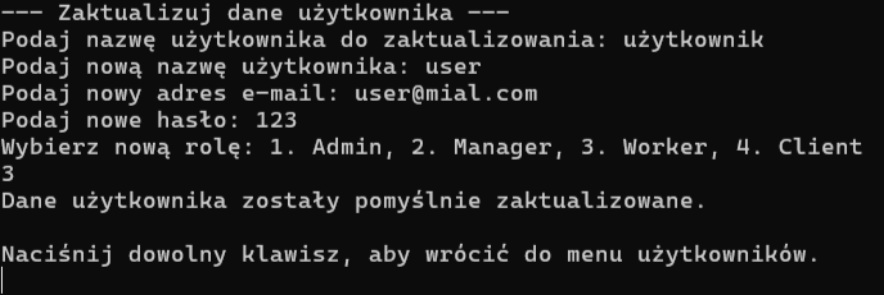 --- Zaktualizuj dane użytkownika ---
Podaj nazwę użytkownika do zaktualizowania: użytkownik
Podaj nową nazwę użytkownika: user
Podaj nowy adres e-mail: user@mial.com
Podaj nowe hasło: 123
Wybierz nową rolę: 1. Admin, 2. Manager, 3. Worker, 4. Client
3
Dane użytkownika zostały pomyślnie zaktualizowane.
Naciśnij dowolny klawisz, aby wrócić do menu użytkowników.